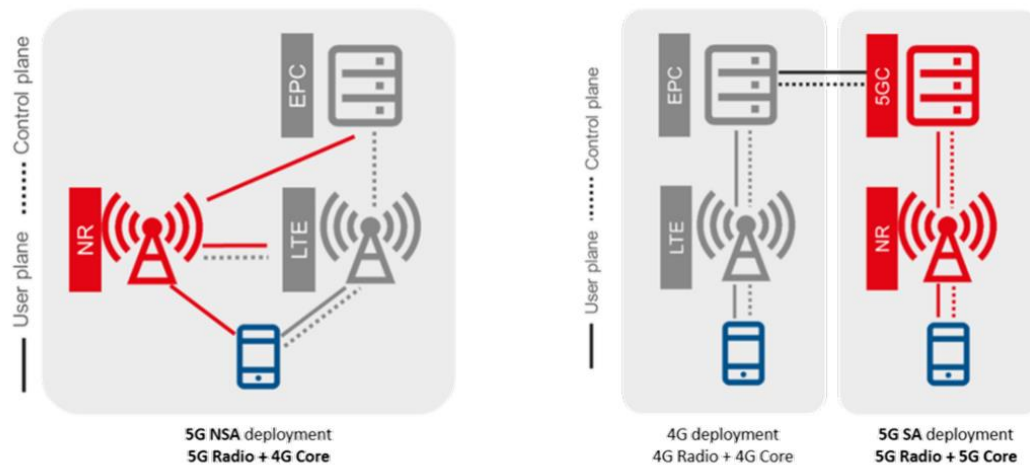 User plane
Control plane
EPC
NR
LTE
5G NSA deployment
5G Radio + 4G Core
User plane
Control plane
EPC
LTE
4G deployment
4G Radio + 4G Core
5GC
NR
5G SA deployment
5G Radio + 5G Core